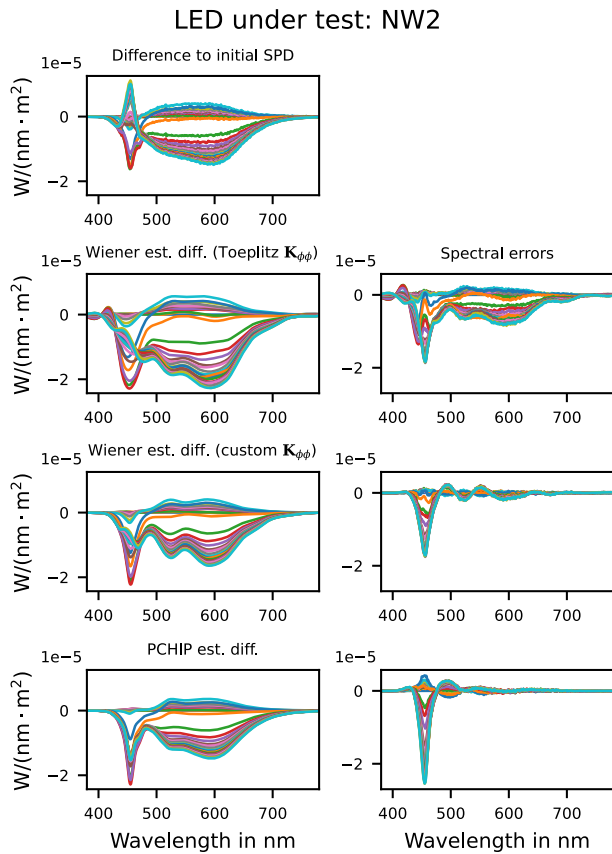 LED under test: NW2
Difference to initial SPD
1e−5
W/(nm · m²)
0
−2
400 500 600 700
Wiener est. diff. (Toeplitz K_ϕϕ)
1e−5
W/(nm · m²)
0
−2
400 500 600 700
Spectral errors
1e−5
0
−2
400 500 600 700
Wiener est. diff. (custom K_ϕϕ)
1e−5
W/(nm · m²)
0
−2
400 500 600 700
1e−5
0
−2
400 500 600 700
PCHIP est. diff.
1e−5
W/(nm · m²)
0
−2
400 500 600 700
Wavelength in nm
1e−5
0
−2
400 500 600 700
Wavelength in nm